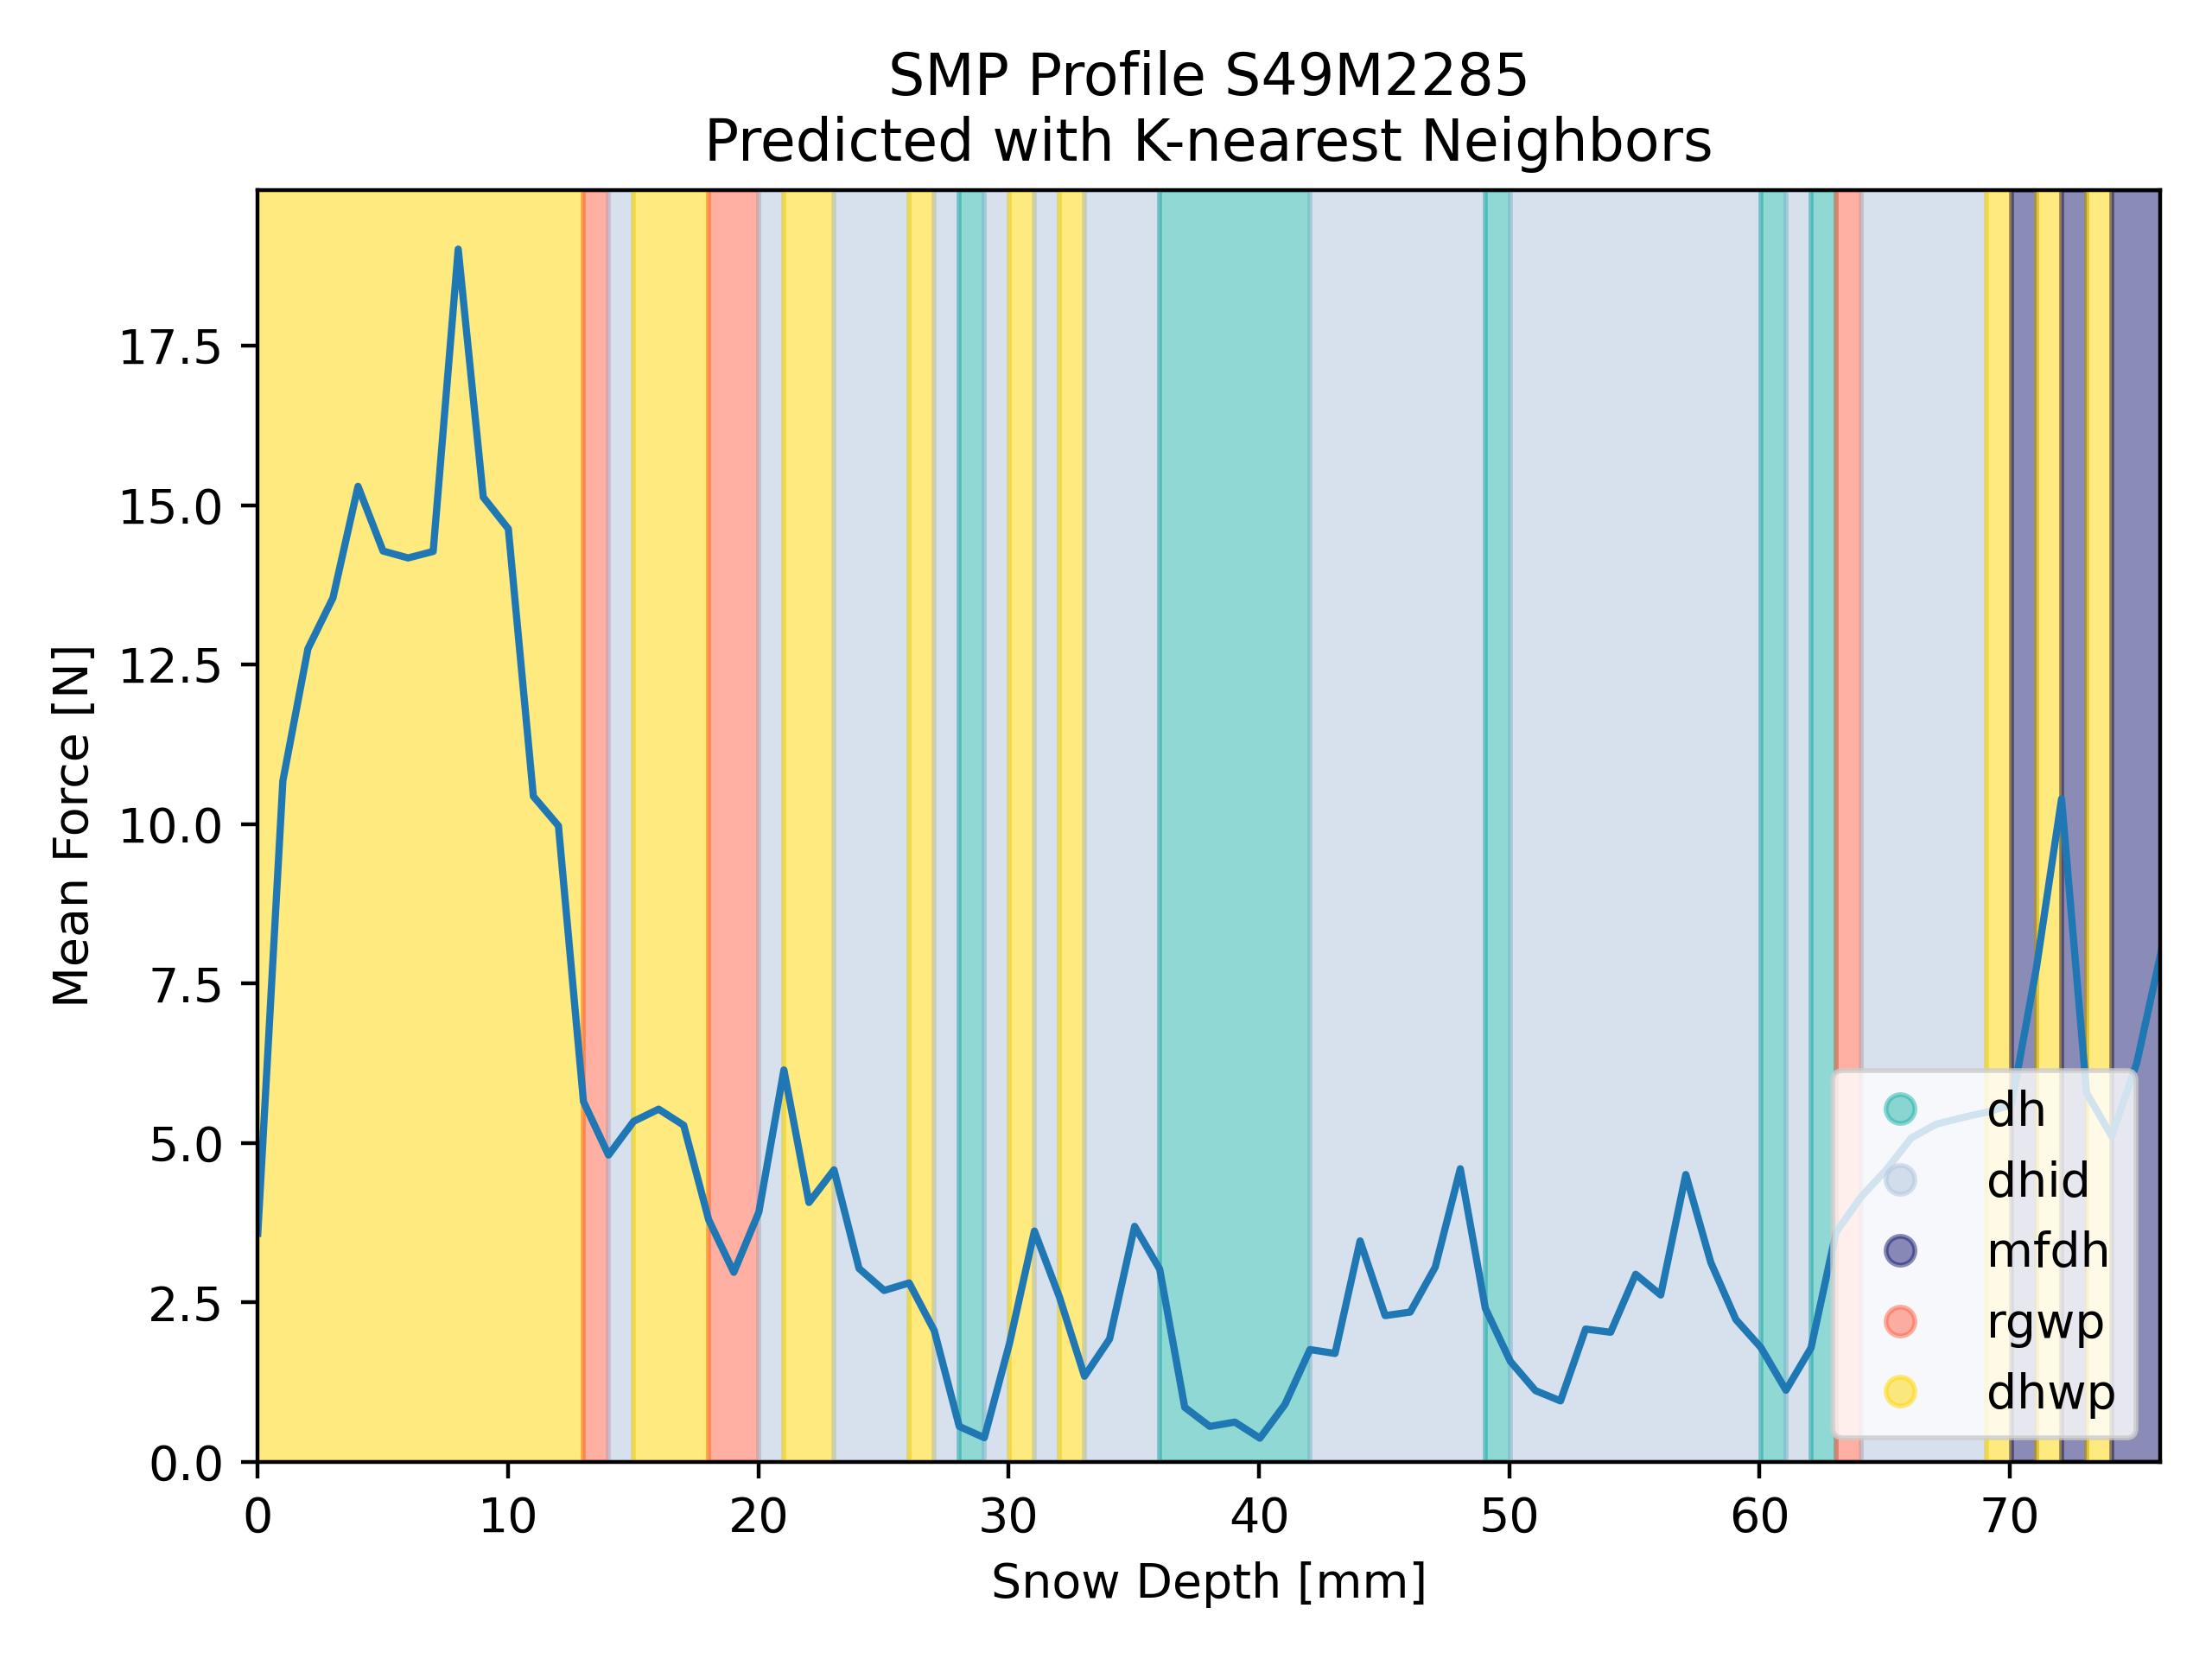 SMP Profile S49M2285
Predicted with K-nearest Neighbors
Mean Force [N]
17.5
15.0
12.5
10.0
7.5
5.0
2.5
0.0
dh
dhid
mfdh
rgwp
dhwp
0 10 20 30 40 50 60 70
Snow Depth [mm]